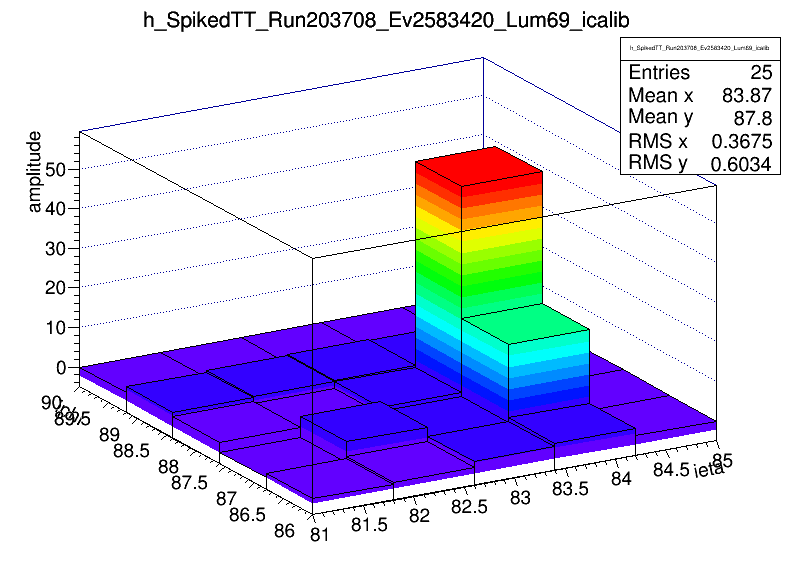 h_SpikedTT_Run203708_Ev2583420_Lum69_icalib
h_SpikedTT_Run203708_Ev2583420_Lum69_icalib
Entries 25
Mean x 83.87
Mean y 87.8
RMS x 0.3675
RMS y 0.6034
amplitude
50
40
30
20
10
0
90
89.5
89
88.5
88
87.5
87
86.5
86
81
81.5
82
82.5
83
83.5
84
84.5
85
ieta